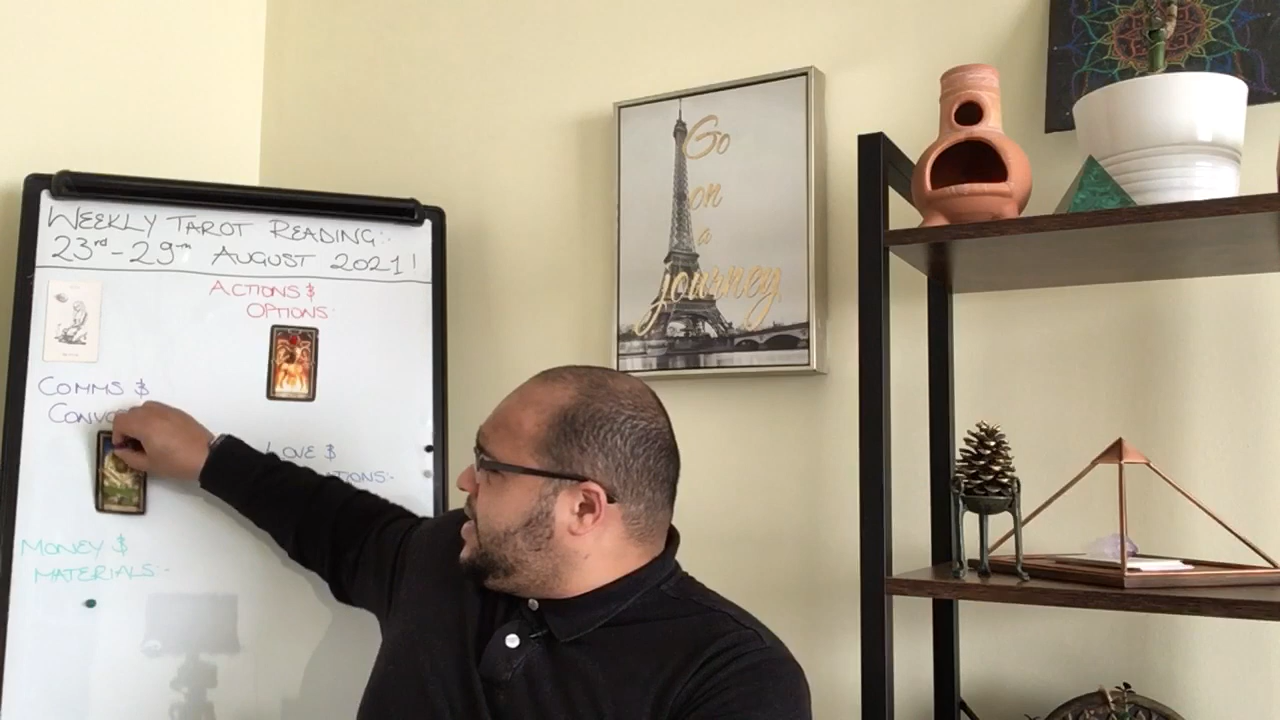 WEEKLY TAROT READING:-
23rd-29TH AUGUST 2021!
ACTIONS &
OPTIONS:
COMMS &
LOVE &
MONEY &
MATERIALS:-
Go
on
a
journey